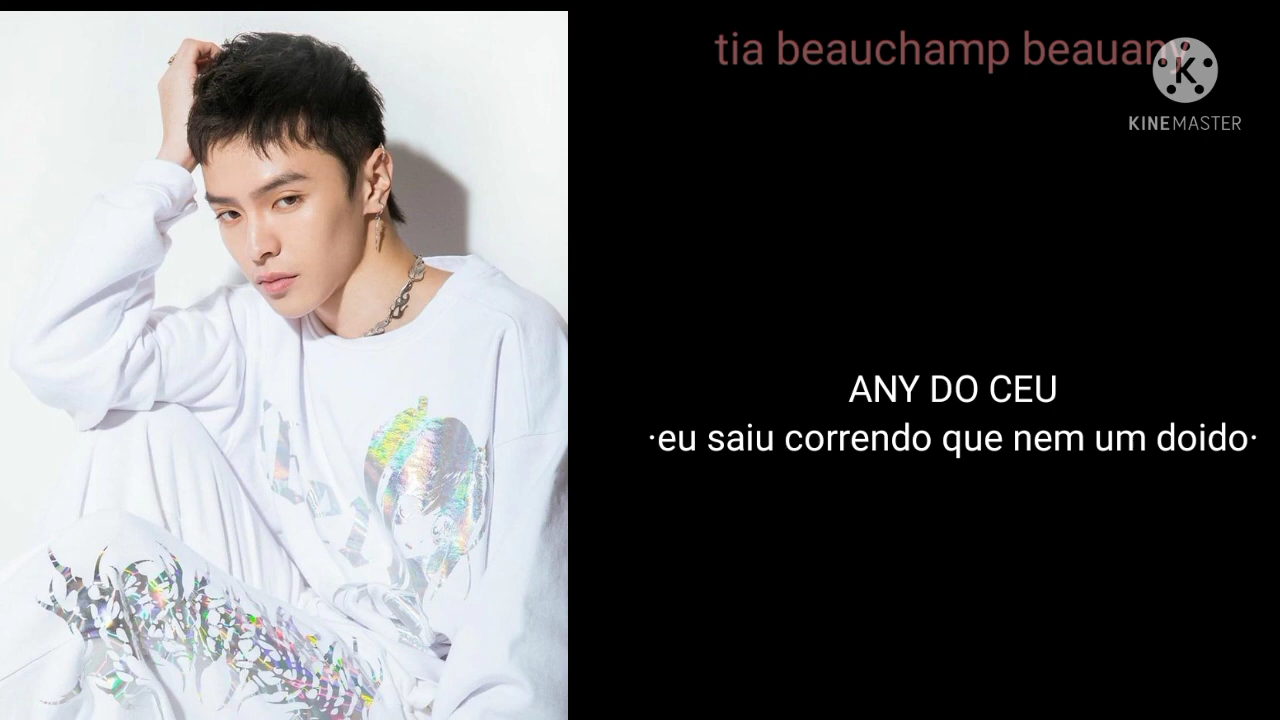 tia beauchamp beauany
K
KINEMASTER
ANY DO CEU
·eu saiu correndo que nem um doido·